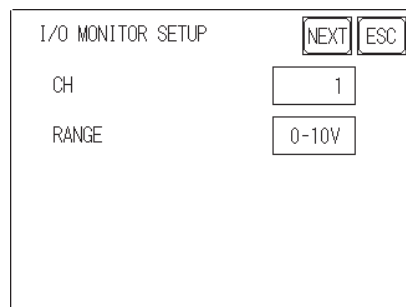 I/O MONITOR SETUP NEXT ESC
CH 1
RANGE 0-10V